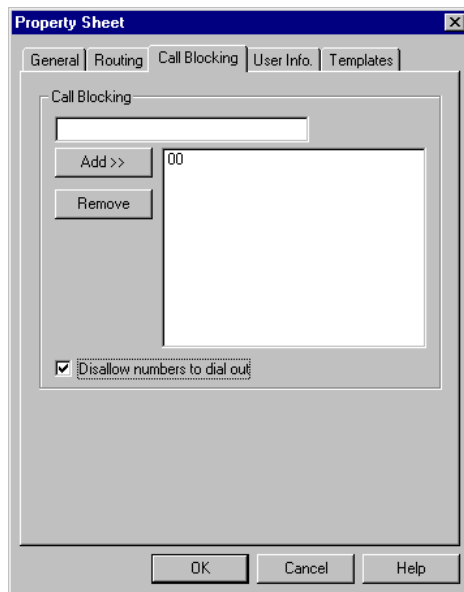 Property Sheet
General Routing Call Blocking User Info. Templates
Call Blocking
Add >>
00
Remove
Disallow numbers to dial out
OK Cancel Help